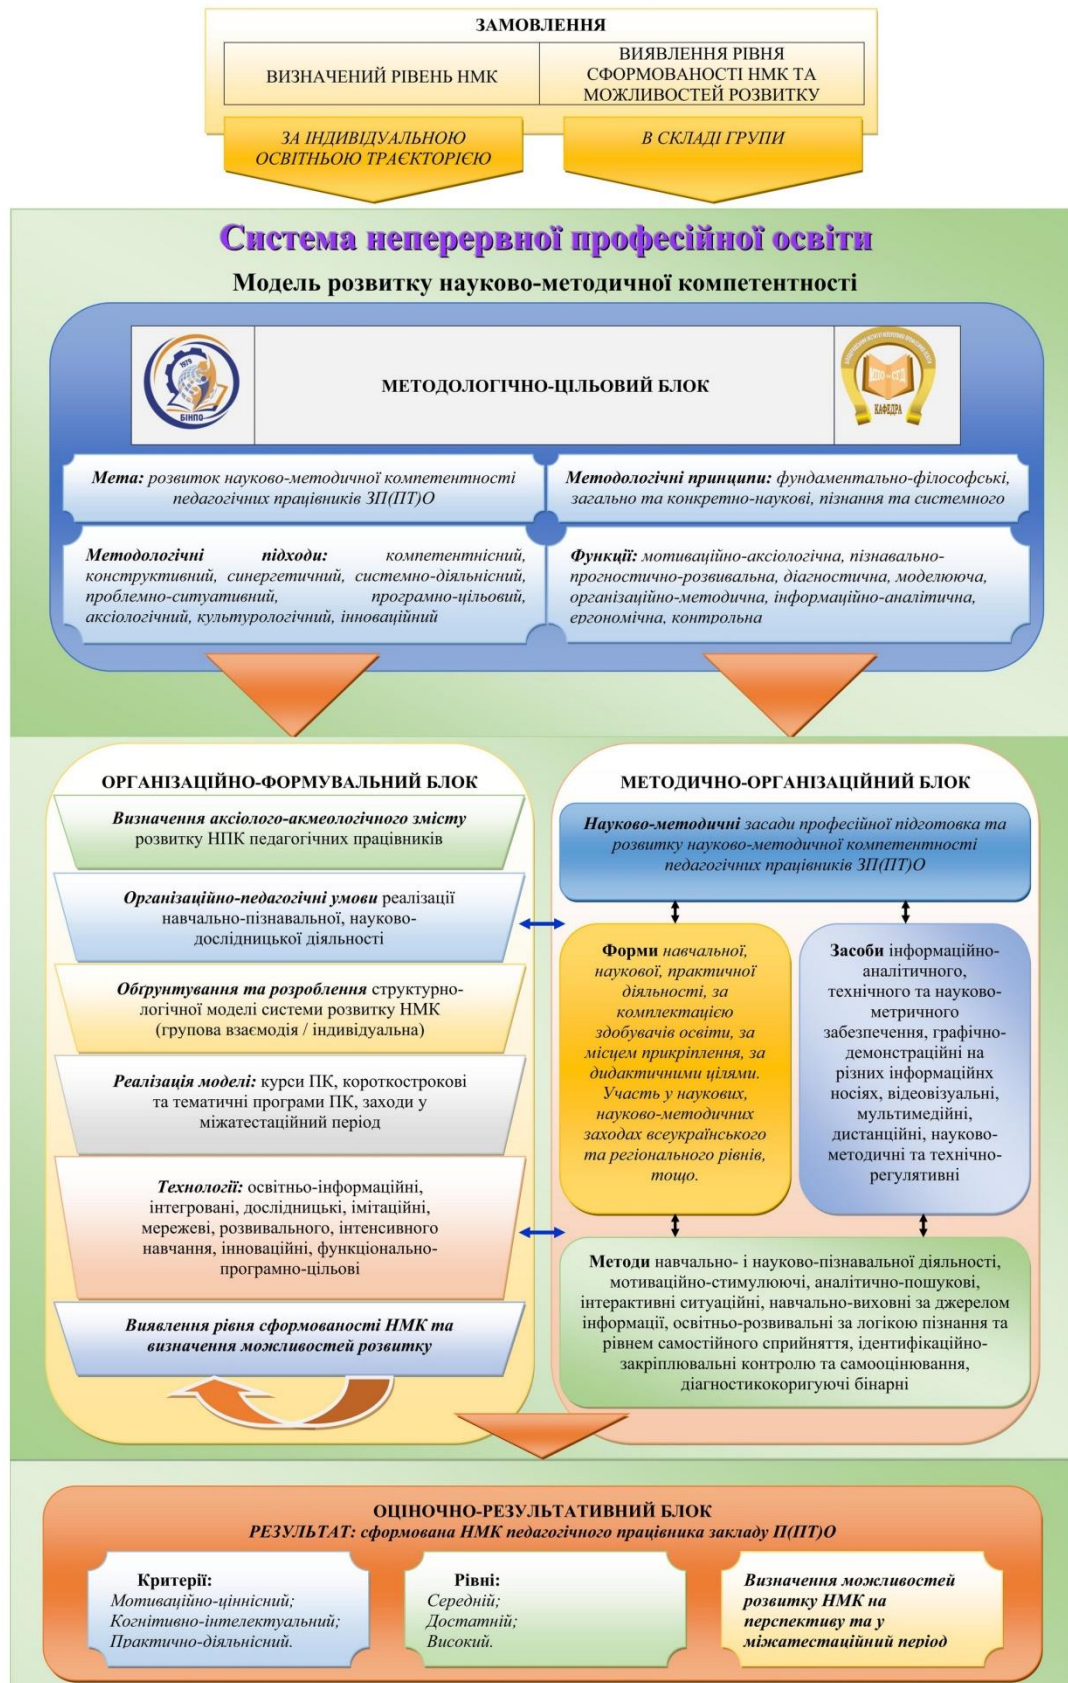 ЗАМОВЛЕННЯ
ВИЗНАЧЕНИЙ РІВЕНЬ НМК
ВИЯВЛЕННЯ РІВНЯ
СФОРМОВАНОСТІ НМК ТА
МОЖЛИВОСТЕЙ РОЗВИТКУ
ЗА ІНДИВІДУАЛЬНОЮ
ОСВІТНЬОЮ ТРАЄКТОРІЄЮ
В СКЛАДІ ГРУПИ
Система неперервної професійної освіти
Модель розвитку науково-методичної компетентності
1979
БІНПО
МЕТОДОЛОГІЧНО-ЦІЛЬОВИЙ БЛОК
КАФЕДРА
Мета: розвиток науково-методичної компетентності
педагогічних працівників ЗП(ПТ)О
Методологічні принципи: фундаментально-філософські,
загально та конкретно-наукові, пізнання та системного
Методологічні підходи: компетентнісний,
конструктивний, синергетичний, системно-діяльнісний,
проблемно-ситуативний, програмно-цільовий,
аксіологічний, культурологічний, інноваційний
Функції: мотиваційно-аксіологічна, пізнавально-
прогностично-розвивальна, діагностична, моделююча,
організаційно-методична, інформаційно-аналітична,
ергономічна, контрольна
ОРГАНІЗАЦІЙНО-ФОРМУВАЛЬНИЙ БЛОК
Визначення аксіолого-акмеологічного змісту
розвитку НПК педагогічних працівників
Організаційно-педагогічні умови реалізації
навчально-пізнавальної, науково-
дослідницької діяльності
Обґрунтування та розроблення структурно-
логічної моделі системи розвитку НМК
(групова взаємодія / індивідуальна)
Реалізація моделі: курси ПК, короткострокові
та тематичні програми ПК, заходи у
міжатестаційний період
Технології: освітньо-інформаційні,
інтегровані, дослідницькі, імітаційні,
мережеві, розвивального, інтенсивного
навчання, інноваційні, функціонально-
програмно-цільові
Виявлення рівня сформованості НМК та
визначення можливостей розвитку
МЕТОДИЧНО-ОРГАНІЗАЦІЙНИЙ БЛОК
Науково-методичні засади професійної підготовка та
розвитку науково-методичної компетентності
педагогічних працівників ЗП(ПТ)О
Форми навчальної,
наукової, практичної
діяльності, за
комплектацією
здобувачів освіти, за
місцем прикріплення, за
дидактичними цілями.
Участь у наукових,
науково-методичних
заходах всеукраїнського
та регіонального рівнів,
тощо.
Засоби інформаційно-
аналітичного,
технічного та науково-
метричного
забезпечення, графічно-
демонстраційні на
різних інформаційнх
носіях, відеовізуальні,
мультимедійні,
дистанційні, науково-
методичні та технічно-
регулятивні
Методи навчально- і науково-пізнавальної діяльності,
мотиваційно-стимулюючі, аналітично-пошукові,
інтерактивні ситуаційні, навчально-виховні за джерелом
інформації, освітньо-розвивальні за логікою пізнання та
рівнем самостійного сприйняття, ідентифікаційно-
закріплювальні контролю та самооцінювання,
діагностикокоригуючі бінарні
ОЦІНОЧНО-РЕЗУЛЬТАТИВНИЙ БЛОК
РЕЗУЛЬТАТ: сформована НМК педагогічного працівника закладу П(ПТ)О
Критерії:
Мотиваційно-ціннісний;
Когнітивно-інтелектуальний;
Практично-діяльнісний.
Рівні:
Середній;
Достатній;
Високий.
Визначення можливостей
розвитку НМК на
перспективу та у
міжатестаційний період